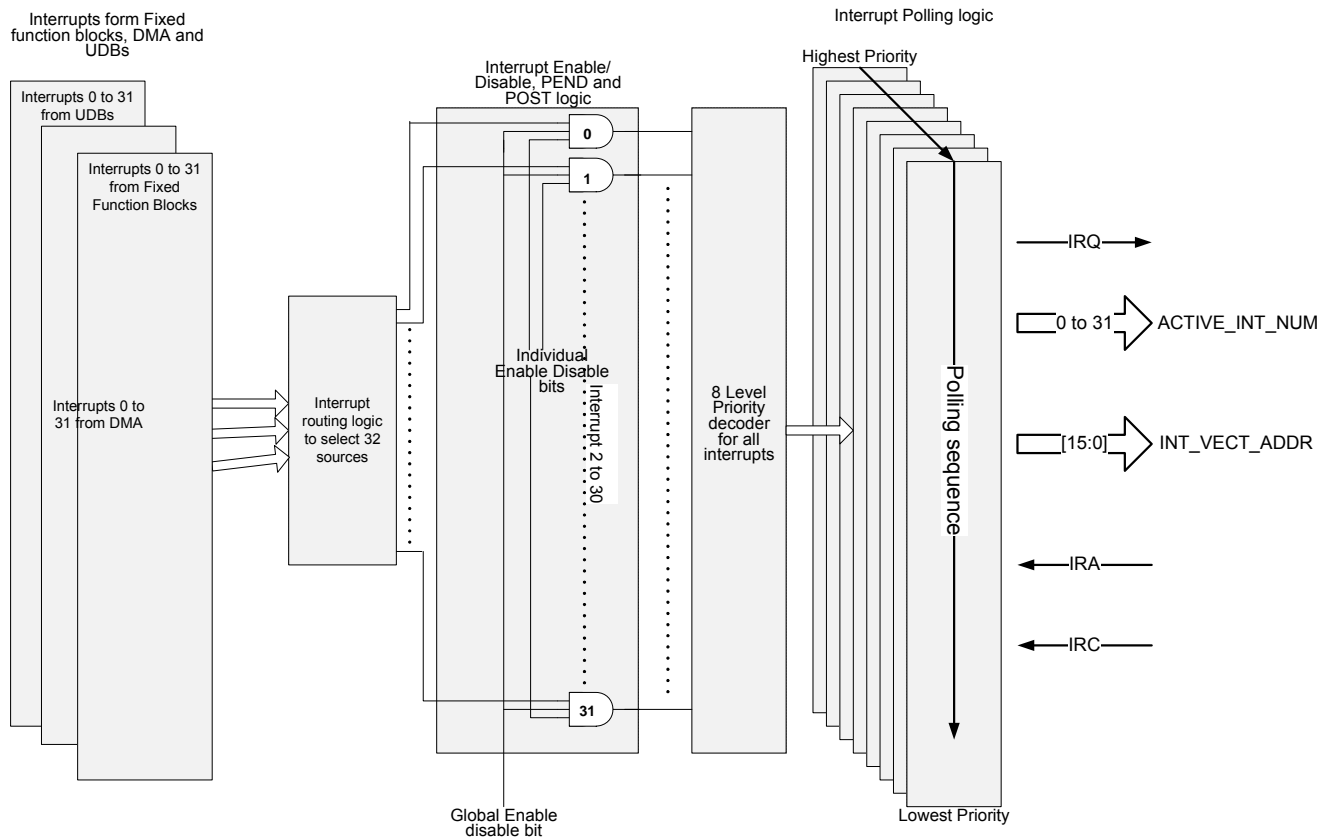 Interrupts form Fixed
function blocks, DMA and
UDBs
Interrupt Polling logic
Highest Priority
Interrupt Enable/
Disable, PEND and
POST logic
Interrupts 0 to 31
from UDBs
Interrupts 0 to 31
from Fixed
Function Blocks
Interrupts 0 to
31 from DMA
Interrupt
routing logic
to select 32
sources
0
1
Individual
Enable Disable
bits
Interrupt 2 to 30
31
Global Enable
disable bit
8 Level
Priority
decoder
for all
interrupts
Polling sequence
Lowest Priority
IRQ
0 to 31
ACTIVE_INT_NUM
[15:0]
INT_VECT_ADDR
IRA
IRC